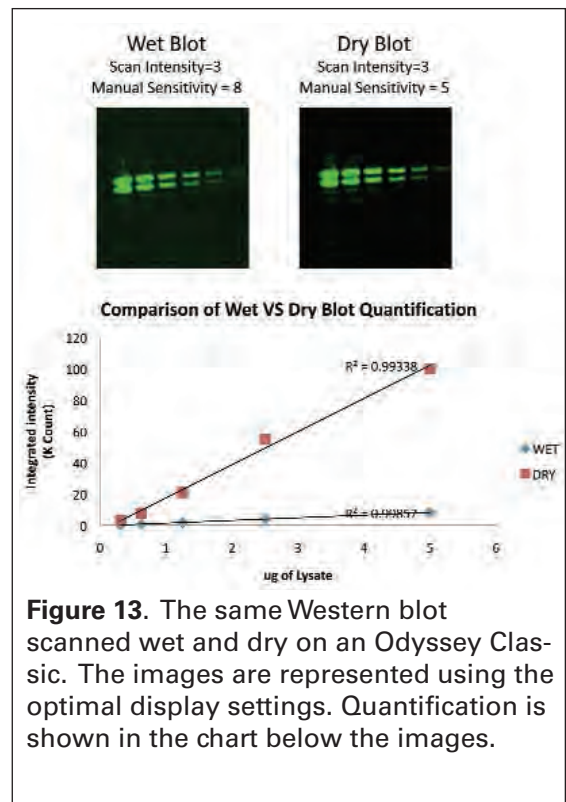 Wet Blot
Scan Intensity=3
Manual Sensitivity = 8
Dry Blot
Scan Intensity=3
Manual Sensitivity = 5
Comparison of Wet VS Dry Blot Quantification
Integrated Intensity
(K Count)
120
100
80
60
40
20
0
R² = 0.99338
R² = 0.99857
WET
DRY
0 1 2 3 4 5 6
ug of Lysate
Figure 13. The same Western blot
scanned wet and dry on an Odyssey Clas-
sic. The images are represented using the
optimal display settings. Quantification is
shown in the chart below the images.